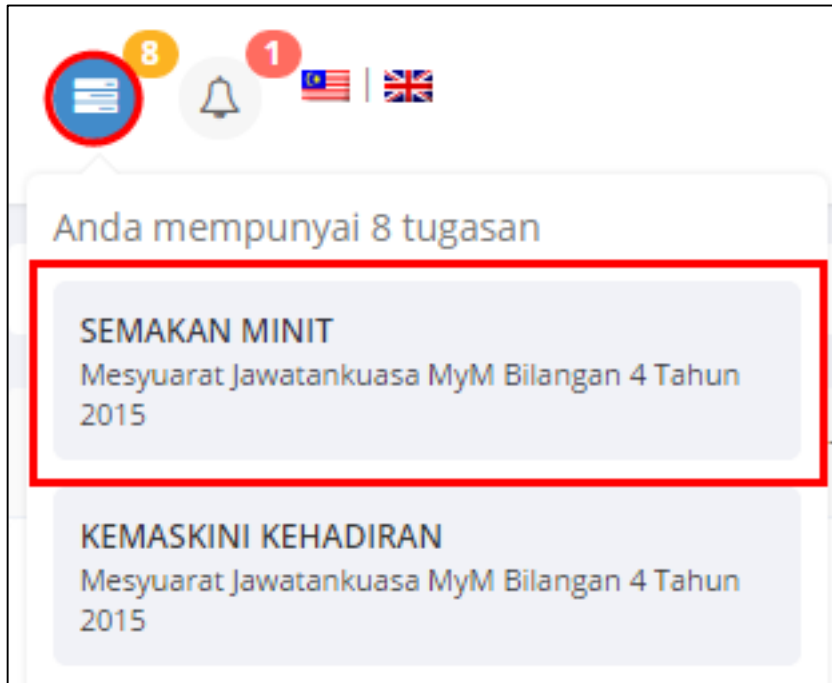 8
1
|
Anda mempunyai 8 tugasan
SEMAKAN MINIT
Mesyuarat Jawatankuasa MyM Bilangan 4 Tahun
2015
KEMASKINI KEHADIRAN
Mesyuarat Jawatankuasa MyM Bilangan 4 Tahun
2015